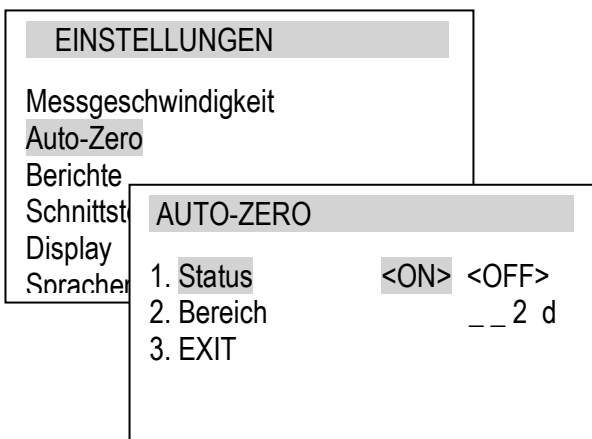 EINSTELLUNGEN
Messgeschwindigkeit
Auto-Zero
Berichte
Display
AUTO-ZERO
1. Status <ON> <OFF>
2. Bereich _ _ 2 d
3. EXIT